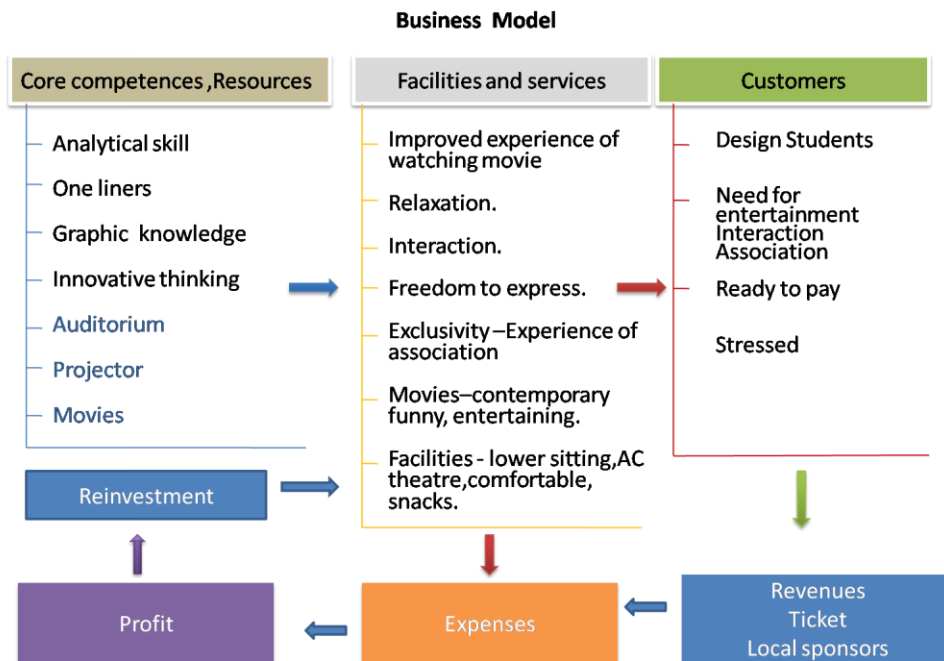 Business Model
Core competences ,Resources
Analytical skill
One liners
Graphic knowledge
Innovative thinking
Auditorium
Projector
Movies
Reinvestment
Profit
Facilities and services
Improved experience of
watching movie
Relaxation.
Interaction.
Freedom to express.
Exclusivity –Experience of
association
Movies–contemporary
funny, entertaining.
Facilities - lower sitting,AC
theatre,comfortable,
snacks.
Expenses
Customers
Design Students
Need for
entertainment
Interaction
Association
Ready to pay
Stressed
Revenues
Ticket
Local sponsors